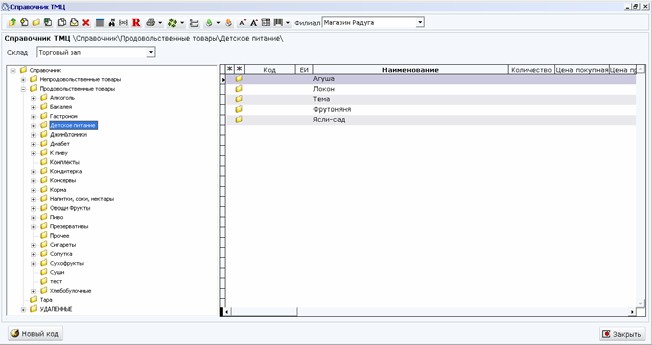 Справочник ТМЦ
R
Филиал Магазин Радуга
Справочник ТМЦ \Справочник\Продовольственные товары\Детское питание\
Склад Торговый зал
Справочник
Непродовольственные товары
Продовольственные товары
Алкоголь
Бакалея
Гастроном
Детское питание
Джинтоники
Диабет
К пиву
Комплекты
Кондитерка
Консервы
Корма
Напитки, соки, нектары
Овощи Фрукты
Пиво
Презервативы
Прочее
Сигареты
Сопутка
Сухофрукты
Суши
тест
Хлебобулочные
Тара
УДАЛЕННЫЕ
* * Код ЕИ Наименование Количество Цена покупная Цена пр
Агуша
Локон
Тема
Фрутоняня
Ясли-сад
Новый код
Закрыть